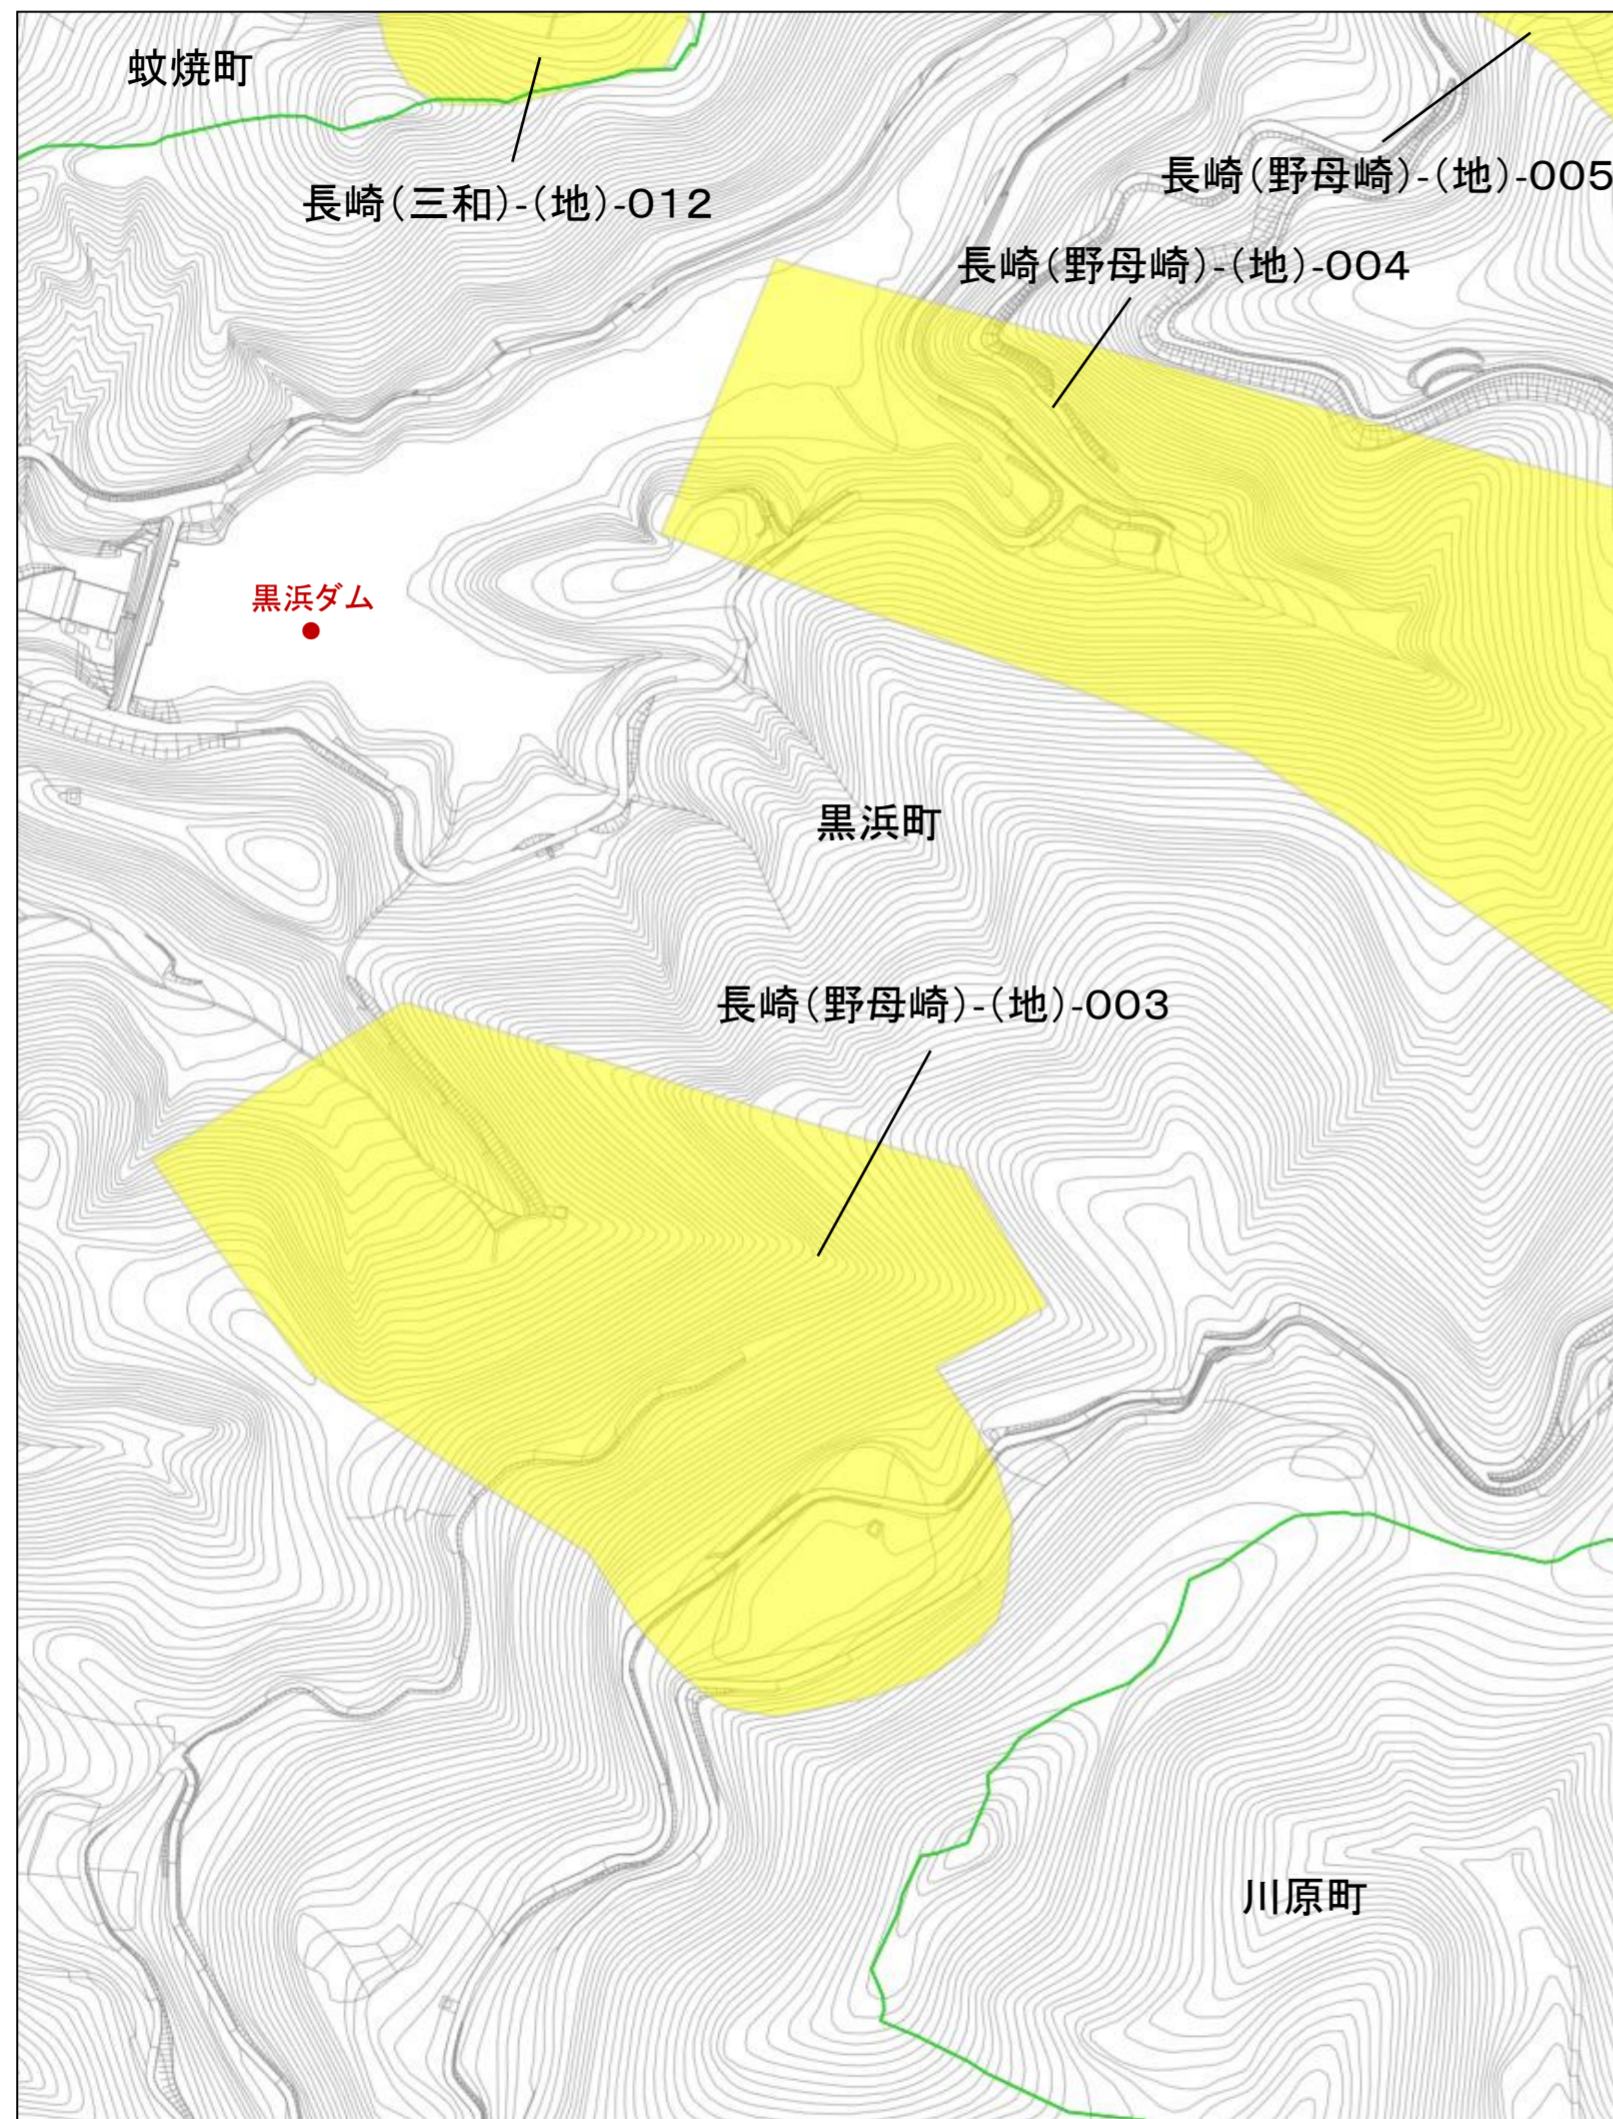 蚊焼町
長崎(三和)-(地)-012
長崎(野母崎)-(地)-005
長崎(野母崎)-(地)-004
黒浜ダム
黒浜町
長崎(野母崎)-(地)-003
川原町